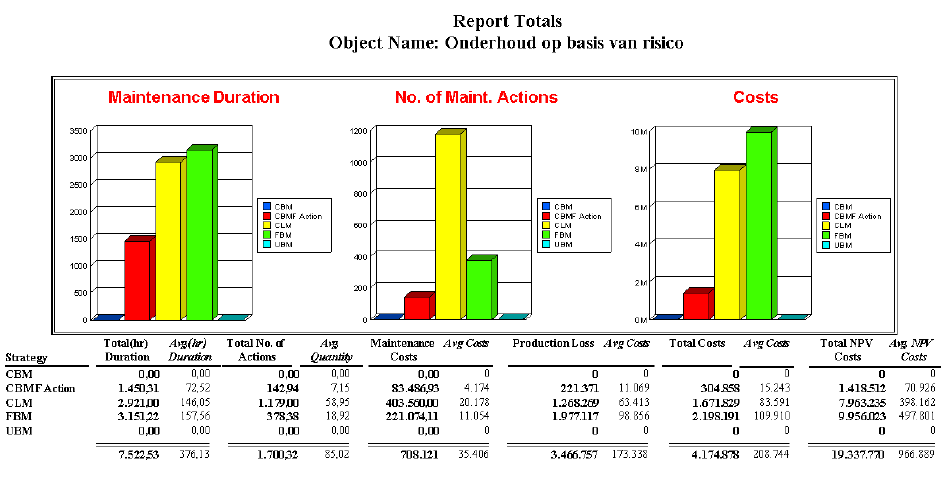 Report Totals
Object Name: Onderhoud op basis van risico
Maintenance Duration
No. of Maint. Actions
Costs
3500
3000
2500
2000
1500
1000
500
0
CBM
CBMF Action
CLM
FBM
UBM
1200
1000
800
600
400
200
0
CBM
CBMF Action
CLM
FBM
UBM
10M
8M
6M
4M
2M
0M
CBM
CBMF Action
CLM
FBM
UBM
Total(hr) Avg.(hr) Total No. of Avg. Maintenance Avg Costs Production Loss Avg Costs Total Costs Avg Costs Total NPV Avg. NPV
Strategy Duration Duration Actions Quantity Costs Costs Costs
CBM 0,00 0,00 0,00 0,00 0,00 0 0 0 0 0 0 0
CBMF Action 1.450,31 72,52 142,94 7,15 83.486,93 4.174 221.371 11.069 304.858 15.243 1.418.512 70.926
CLM 2.921,00 146,05 1.179,00 58,95 403.560,00 20.178 1.268.269 63.413 1.671.829 83.591 7.963.235 398.162
FBM 3.151,22 157,56 378,38 18,92 221.074,11 11.054 1.977.117 98.856 2.198.191 109.910 9.956.023 497.801
UBM 0,00 0,00 0,00 0,00 0,00 0 0 0 0 0 0 0
7.522,53 376,13 1.700,32 85,02 708.121 35.406 3.466.757 173.338 4.174.878 208.744 19.337.770 966.889